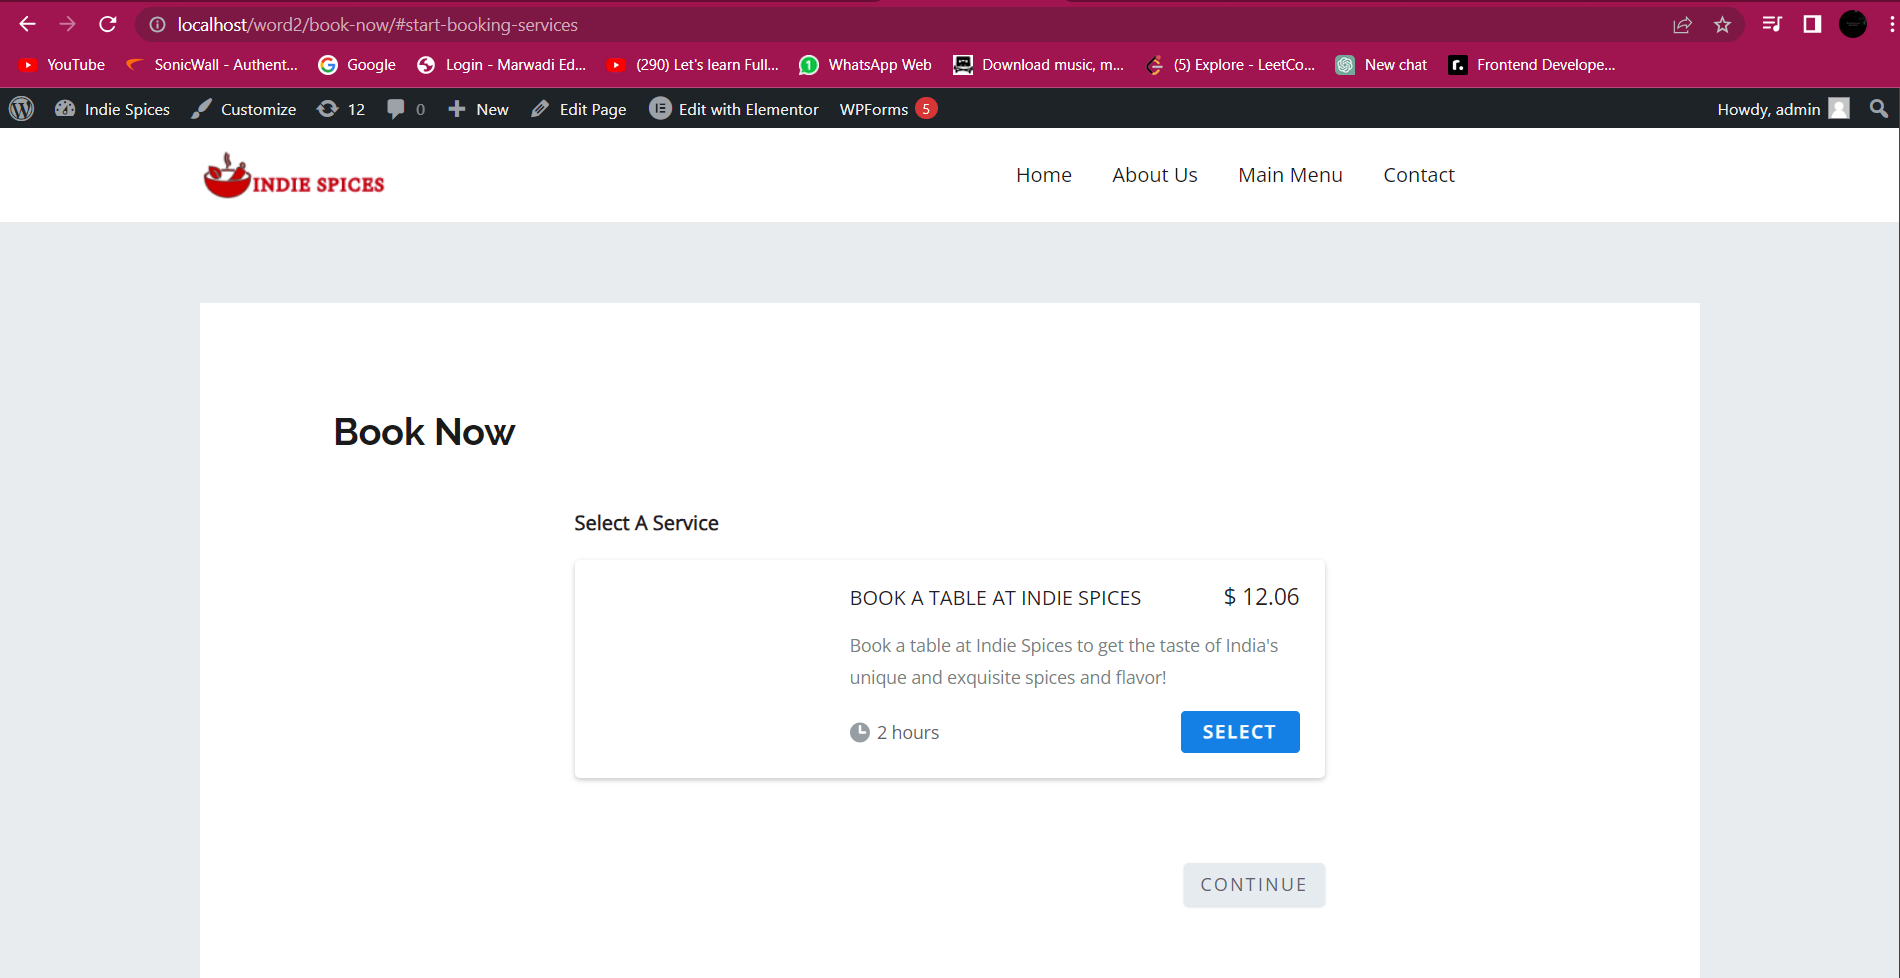 localhost/word2/book-now/#start-booking-services
YouTube SonicWall - Authent... Google Login - Marwadi Ed... (290) Let's learn Full... WhatsApp Web Download music, m... (5) Explore - LeetCo... New chat Frontend Develope...
Indie Spices Customize 12 0 New Edit Page Edit with Elementor WPForms 5 Howdy, admin
INDIE SPICES Home About Us Main Menu Contact
Book Now
Select A Service
BOOK A TABLE AT INDIE SPICES $ 12.06
Book a table at Indie Spices to get the taste of India's
unique and exquisite spices and flavor!
2 hours SELECT
CONTINUE